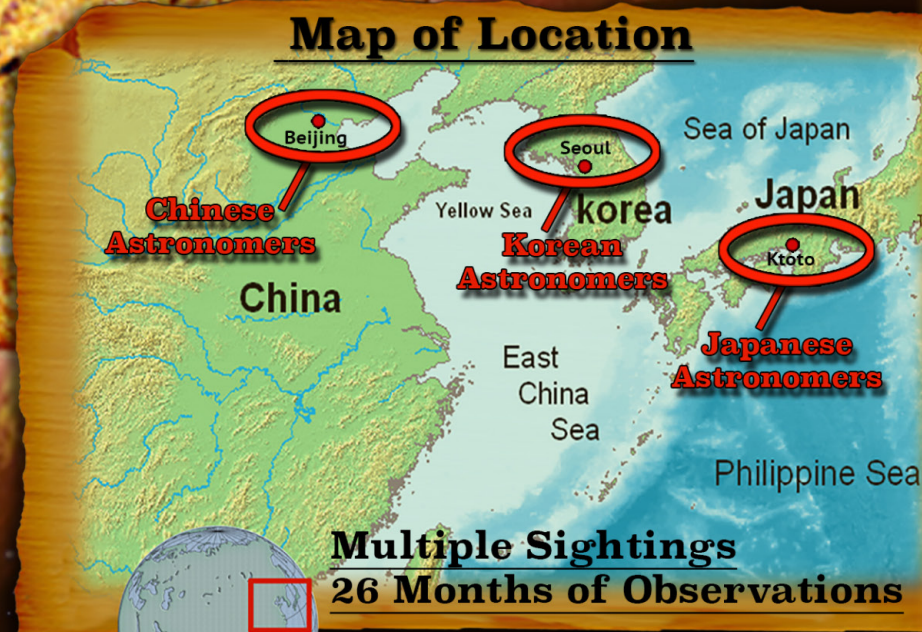 Map of Location
Beijing
Seoul
Sea of Japan
Japan
Yellow Sea
korea
Chinese
Astronomers
Korean
Astronomers
Ktoto
China
Japanese
Astronomers
East
China
Sea
Philippine Sea
Multiple Sightings
26 Months of Observations